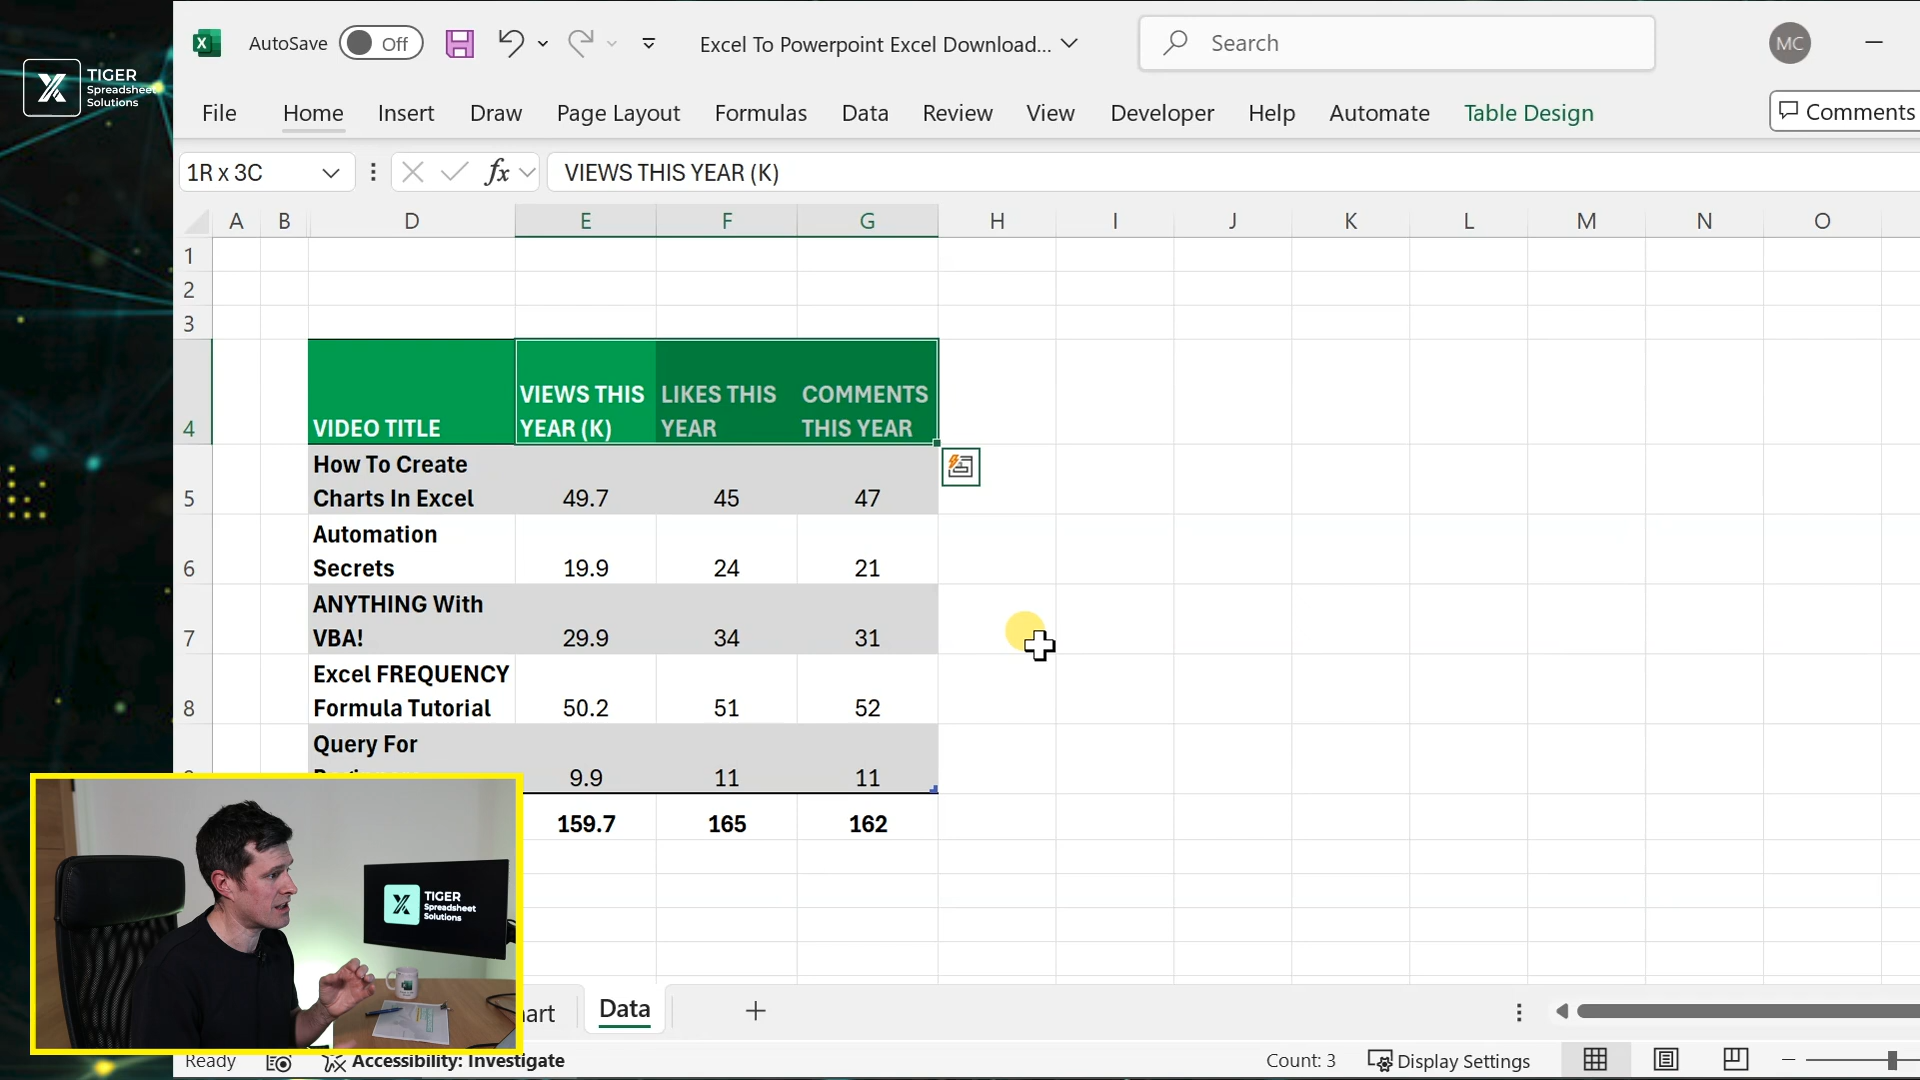 TIGER
Spreadsheet
Solutions
AutoSave Off
Excel To Powerpoint Excel Download...
Search
MC
File Home Insert Draw Page Layout Formulas Data Review View Developer Help Automate Table Design
Comments
1R x 3C
fx
VIEWS THIS YEAR (K)
A B D E F G H I J K L M N O
1
2
3
4
VIDEO TITLE
VIEWS THIS
YEAR (K)
LIKES THIS
YEAR
COMMENTS
THIS YEAR
How To Create
5 Charts In Excel 49.7 45 47
Automation
6 Secrets 19.9 24 21
ANYTHING With
7 VBA! 29.9 34 31
Excel FREQUENCY
8 Formula Tutorial 50.2 51 52
Query For
9.9 11 11
159.7 165 162
TIGER
Spreadsheet
Solutions
Data
Ready
Accessibility: Investigate
Count: 3
Display Settings